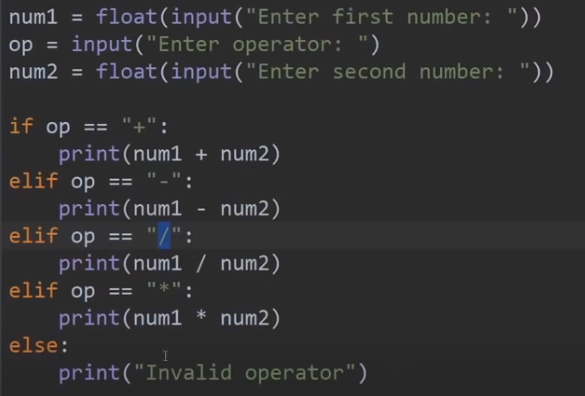 num1 = float(input("Enter first number: "))
op = input("Enter operator: ")
num2 = float(input("Enter second number: "))

if op == "+":
    print(num1 + num2)
elif op == "-":
    print(num1 - num2)
elif op == "/":
    print(num1 / num2)
elif op == "*":
    print(num1 * num2)
else:
    print("Invalid operator")